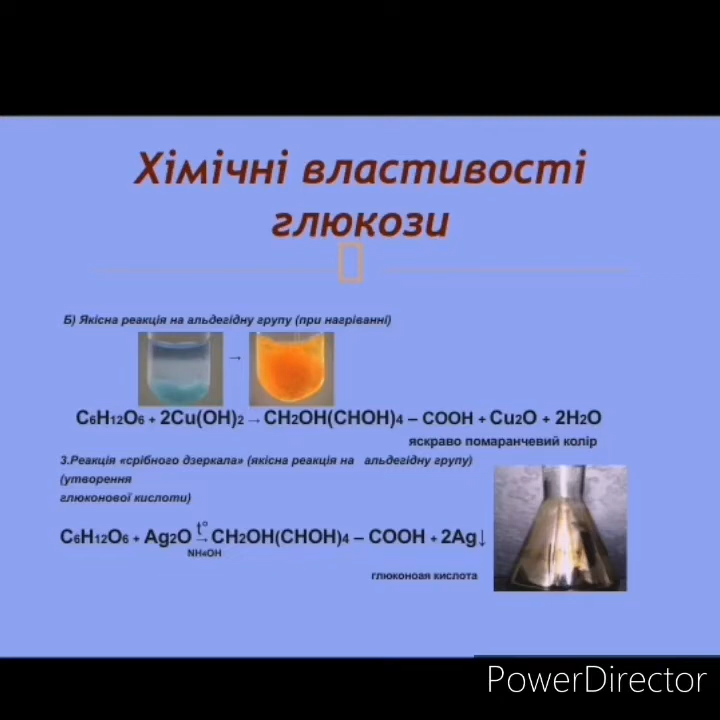 Хімічні властивості
глюкози
Б) Якісна реакція на альдегідну групу (при нагріванні)
→
C6H12O6 + 2Cu(OH)2 → CH2OH(CHOH)4 – COOH + Cu2O + 2H2O
яскраво помаранчевий колір
3.Реакція «срібного дзеркала» (якісна реакція на альдегідну групу)
(утворення
глюконової кислоти)
t°
C6H12O6 + Ag2O → CH2OH(CHOH)4 – COOH + 2Ag↓
NH4OH
глюконоая кислота
PowerDirector